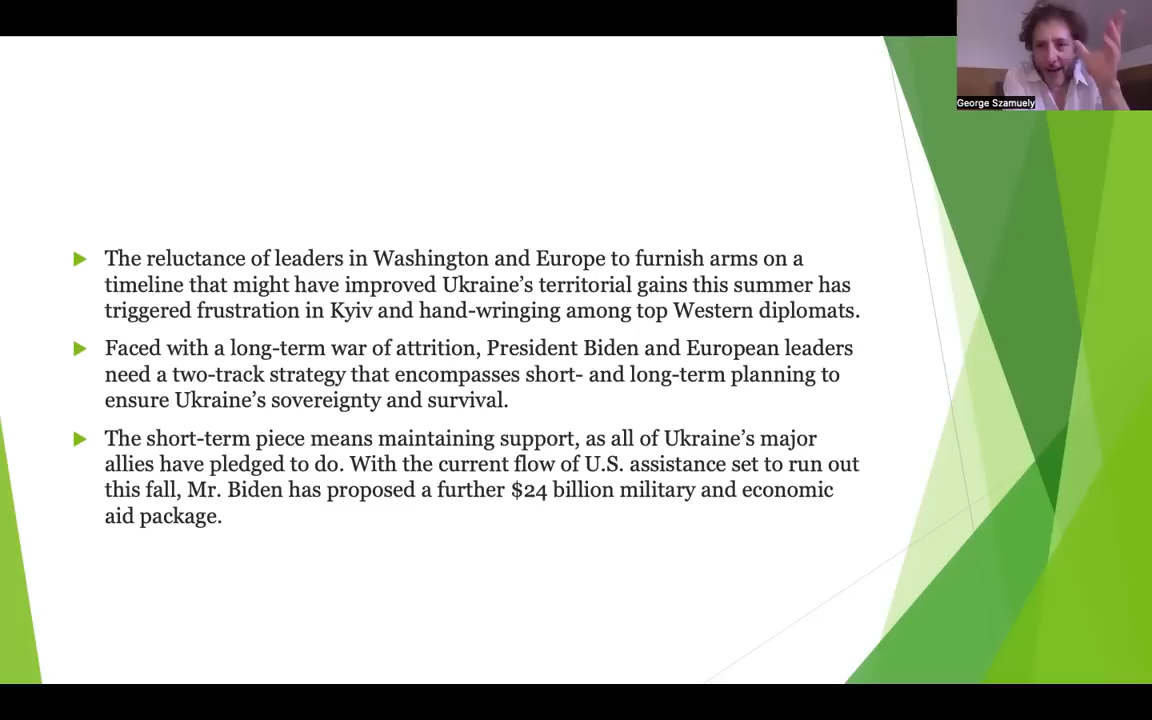 George Szamuely
The reluctance of leaders in Washington and Europe to furnish arms on a
timeline that might have improved Ukraine's territorial gains this summer has
triggered frustration in Kyiv and hand-wringing among top Western diplomats.
Faced with a long-term war of attrition, President Biden and European leaders
need a two-track strategy that encompasses short- and long-term planning to
ensure Ukraine's sovereignty and survival.
The short-term piece means maintaining support, as all of Ukraine's major
allies have pledged to do. With the current flow of U.S. assistance set to run out
this fall, Mr. Biden has proposed a further $24 billion military and economic
aid package.